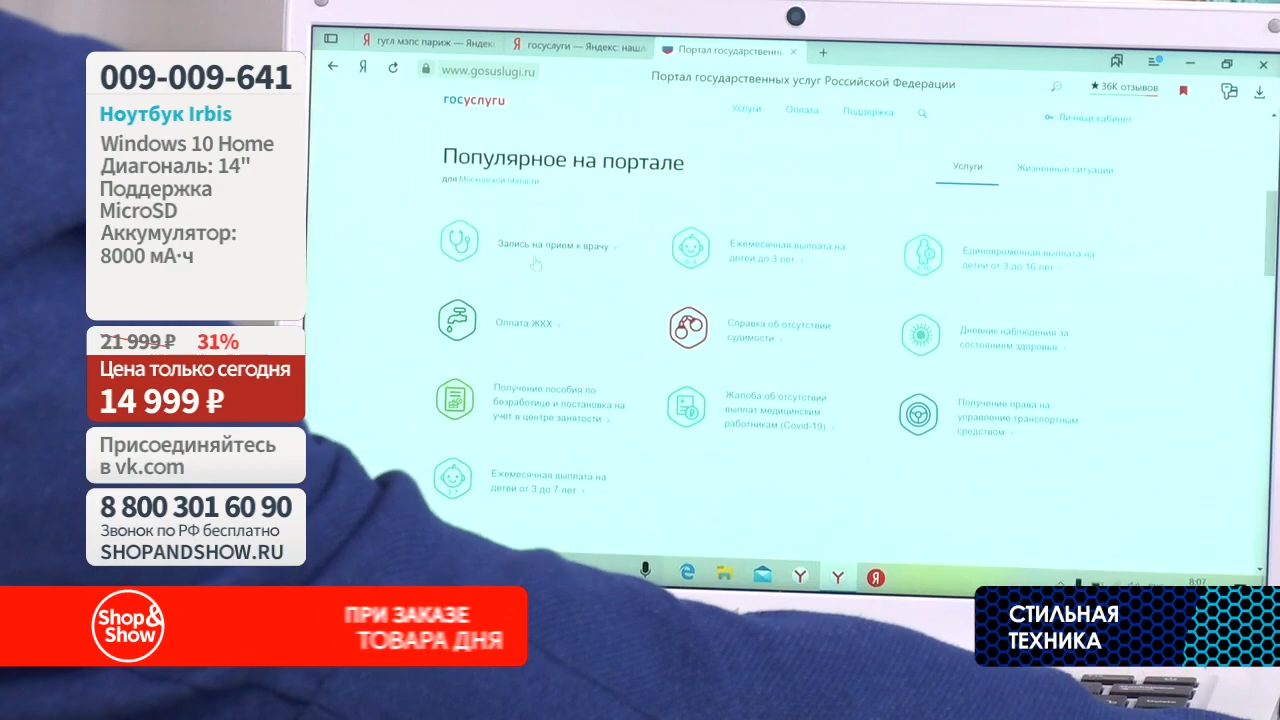 009-009-641
Ноутбук Irbis
Windows 10 Home
Диагональ: 14"
Поддержка
MicroSD
Аккумулятор:
8000 мА·ч
21 999 ₽ 31%
Цена только сегодня
14 999 ₽
Присоединяйтесь
в vk.com
8 800 301 60 90
Звонок по РФ бесплатно
SHOPANDSHOW.RU
Shop&
Show
ПРИ ЗАКАЗЕ
ТОВАРА ДНЯ
СТИЛЬНАЯ
ТЕХНИКА
гугл мэпс париж — Яндекс
госуслуги — Яндекс: наш
Портал государственн
www.gosuslugi.ru
Портал государственных услуг Российской Федерации
36K отзывов
госуслуги
Услуги Оплата Поддержка
Личный кабинет
Популярное на портале
для Московской области
Услуги
Жизненные ситуации
Запись на прием к врачу
Ежемесячная выплата на
детей до 3 лет
Единовременная выплата на
детей от 3 до 16 лет
Оплата ЖКХ
Справка об отсутствии
судимости
Дневник наблюдения за
состоянием здоровья
Получение пособия по
безработице и постановка на
учет в центре занятости
Жалоба об отсутствии
выплат медицинским
работникам (Covid-19)
Получение права на
управление транспортным
средством
Ежемесячная выплата на
детей от 3 до 7 лет
8:07